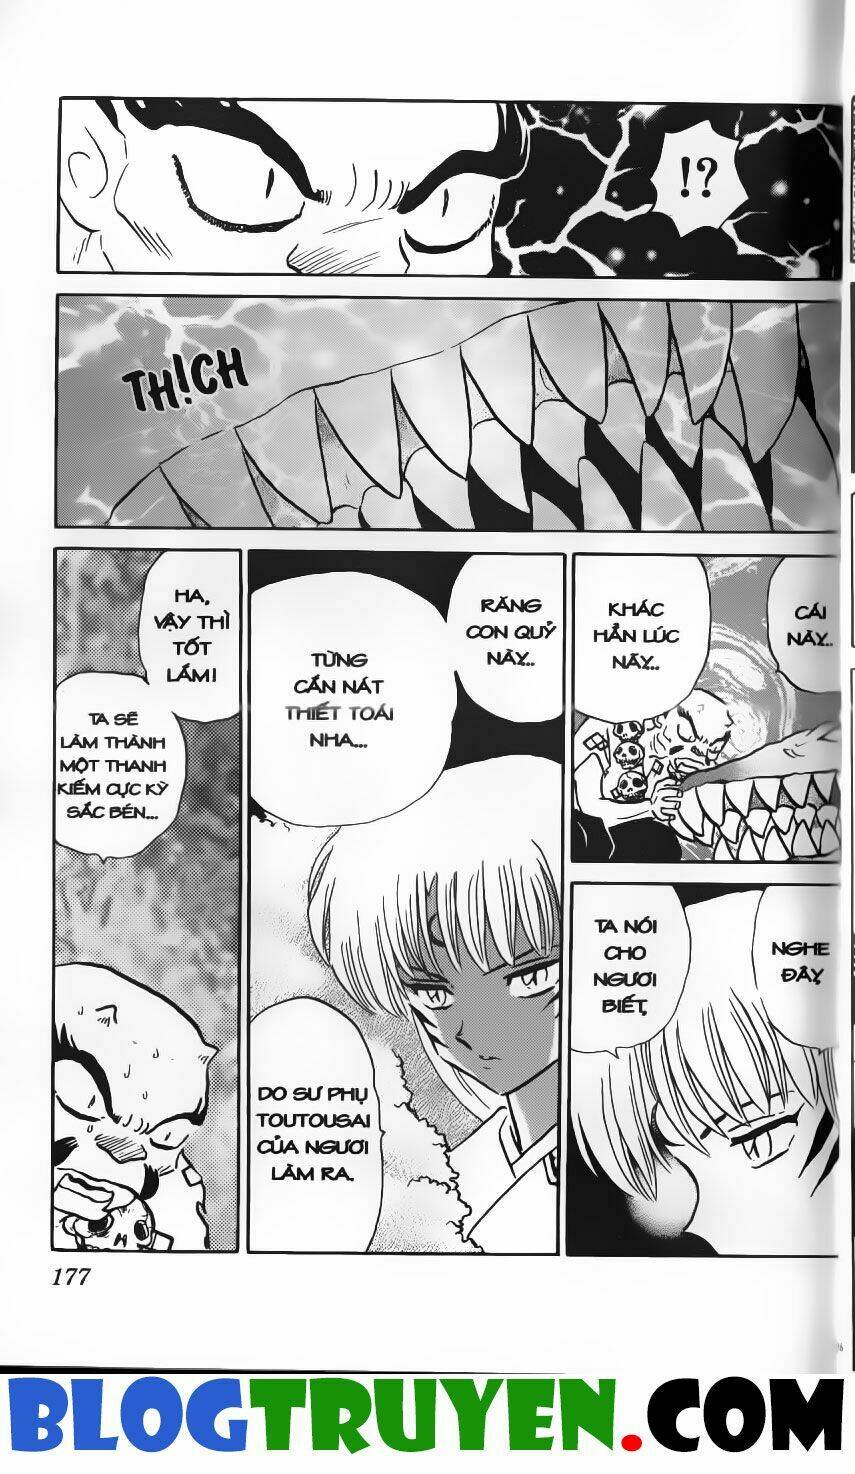 !?
THỊCH
CÁI
NÀY...
KHÁC
HẲN LÚC
NÃY...
RĂNG
CON QUỶ
NÀY...
TỪNG
CẮN NÁT
THIẾT TOÁI
NHA...
HA,
VẬY THÌ
TỐT
LẮM!
TA SẼ
LÀM THÀNH
MỘT THANH
KIẾM CỰC KỲ
SẮC BÉN...
NGHE
ĐÂY,
TA NÓI
CHO
NGƯƠI
BIẾT,
DO SƯ PHỤ
TOUTOUSAI
CỦA NGƯƠI
LÀM RA.
177
BLOGTRUYEN.COM